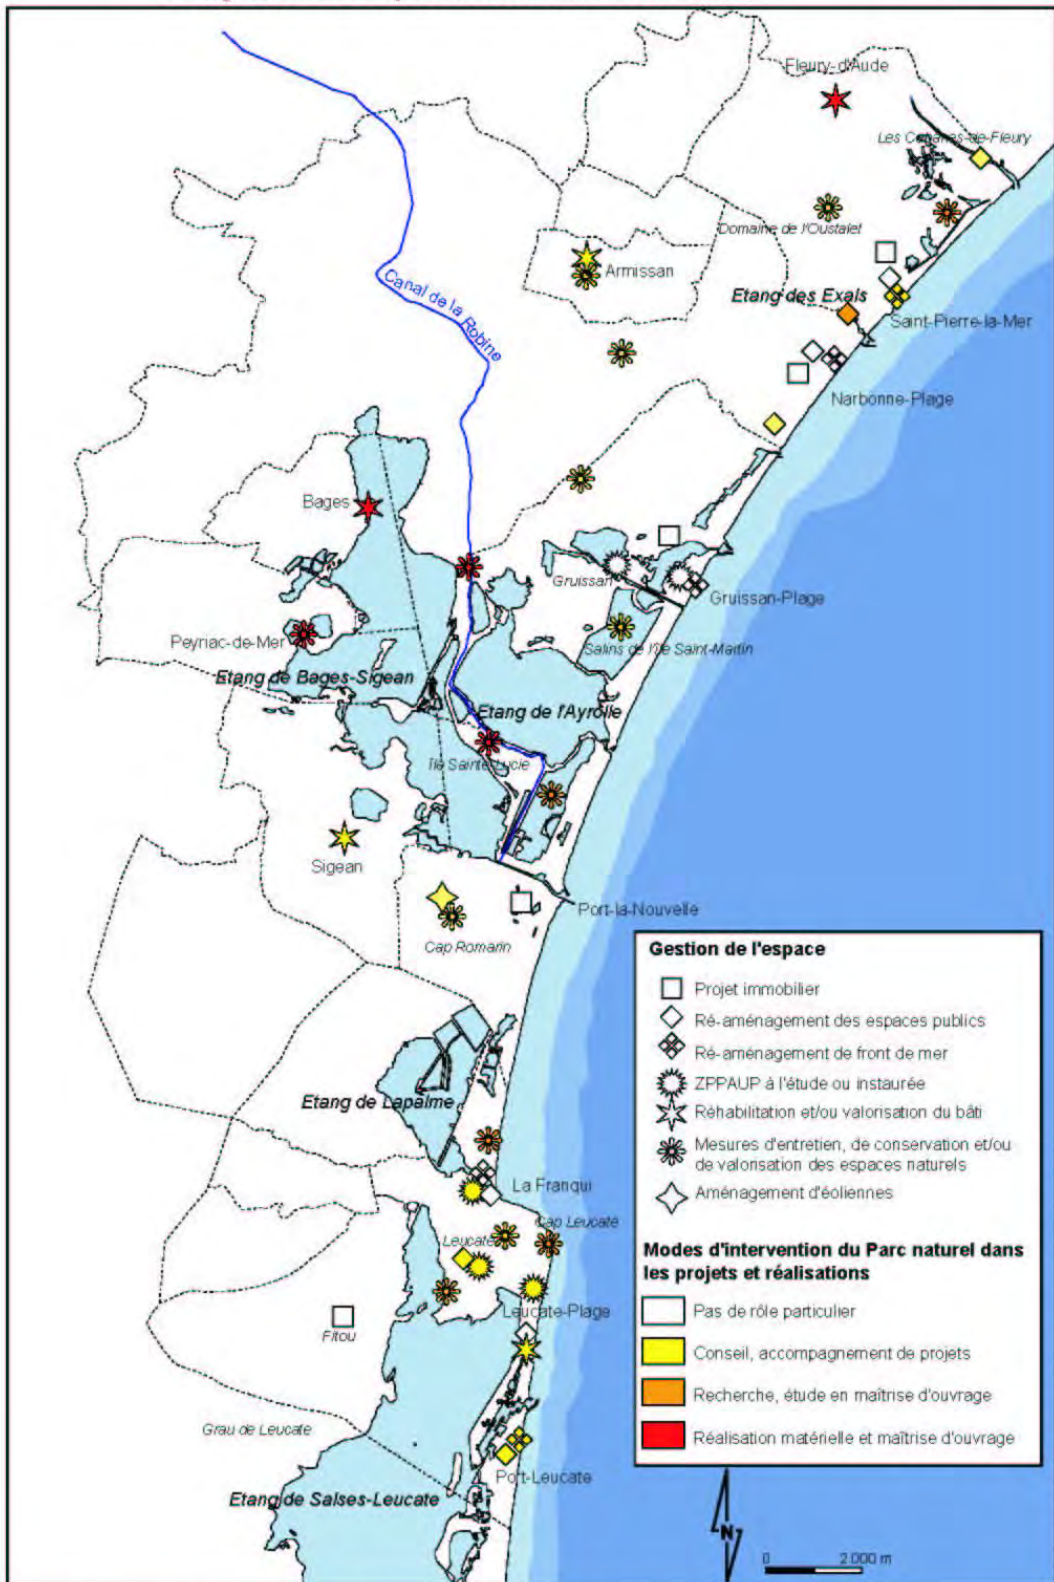 Fleury-d'Aude
Les Cabanes-de-Fleury
Domaine de l'Oustalet
Armissan
Canal de la Robine
Etang des Exals
Saint-Pierre-la-Mer
Narbonne-Plage
Bages
Gruissan
Gruissan-Plage
Peyriac-de-Mer
Salins de l'île Saint-Martin
Etang de Bages-Sigean
Etang de l'Ayrolle
île Sainte-Lucie
Sigean
Port-la-Nouvelle
Cap Romarin
Gestion de l'espace
Projet immobilier
Ré-aménagement des espaces publics
Ré-aménagement de front de mer
ZPPAUP à l'étude ou instaurée
Réhabilitation et/ou valorisation du bâti
Mesures d'entretien, de conservation et/ou
de valorisation des espaces naturels
Aménagement d'éoliennes
Modes d'intervention du Parc naturel dans
les projets et réalisations
Pas de rôle particulier
Conseil, accompagnement de projets
Recherche, étude en maîtrise d'ouvrage
Réalisation matérielle et maîtrise d'ouvrage
Etang de Lapalme
La Franqui
Cap Leucate
Leucate
Leucate-Plage
Fitou
Grau de Leucate
Port-Leucate
Etang de Salses-Leucate
N
0 2 000 m